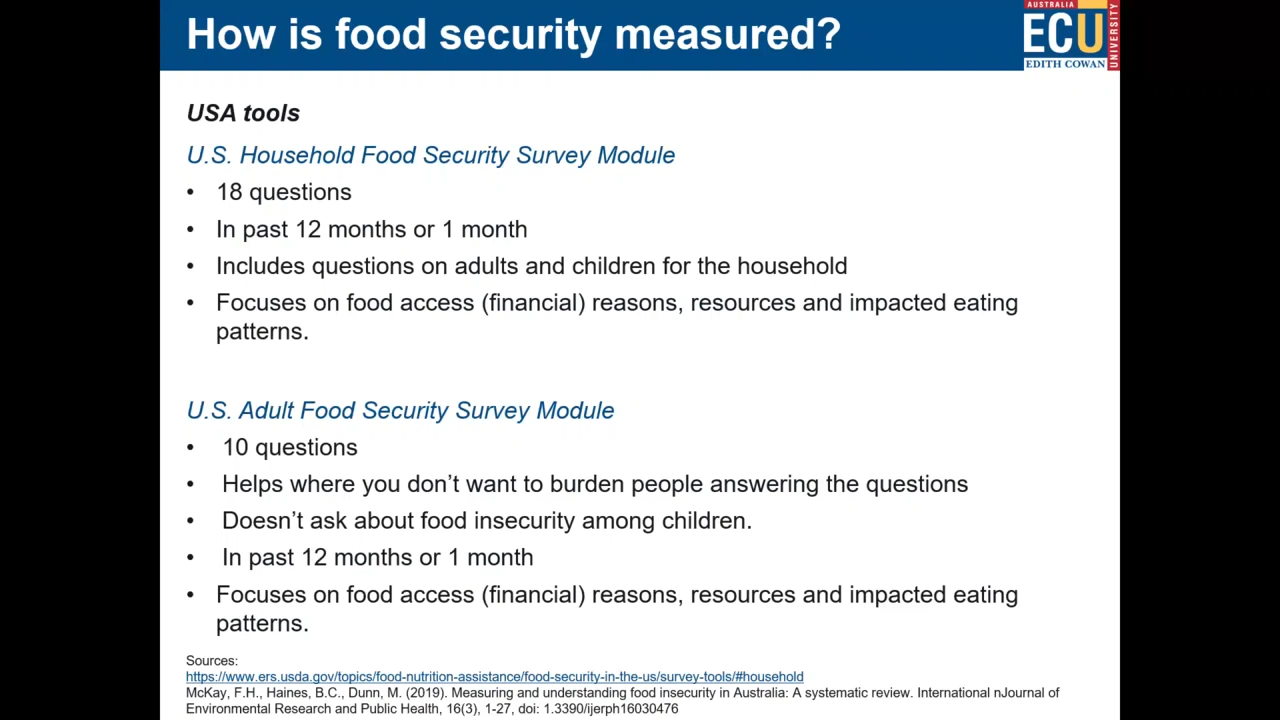 How is food security measured?
AUSTRALIA
ECU
EDITH COWAN
UNIVERSITY
USA tools
U.S. Household Food Security Survey Module
• 18 questions
• In past 12 months or 1 month
• Includes questions on adults and children for the household
• Focuses on food access (financial) reasons, resources and impacted eating
patterns.
U.S. Adult Food Security Survey Module
• 10 questions
• Helps where you don’t want to burden people answering the questions
• Doesn’t ask about food insecurity among children.
• In past 12 months or 1 month
• Focuses on food access (financial) reasons, resources and impacted eating
patterns.
Sources:
https://www.ers.usda.gov/topics/food-nutrition-assistance/food-security-in-the-us/survey-tools/#household
McKay, F.H., Haines, B.C., Dunn, M. (2019). Measuring and understanding food insecurity in Australia: A systematic review. International nJournal of
Environmental Research and Public Health, 16(3), 1-27, doi: 1.3390/ijerph16030476